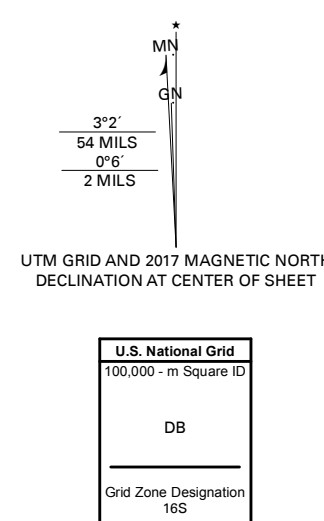 ★
MN
GN
3°2´
54 MILS
0°6´
2 MILS
UTM GRID AND 2017 MAGNETIC NORTH
DECLINATION AT CENTER OF SHEET
U.S. National Grid
100,000 - m Square ID
DB
Grid Zone Designation
16S